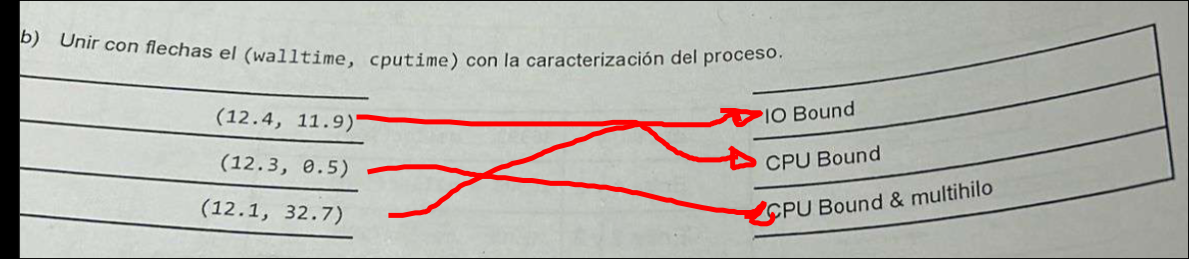 b) Unir con flechas el (walltime, cputime) con la caracterización del proceso.
(12.4, 11.9) IO Bound
(12.3, 0.5) CPU Bound
(12.1, 32.7) CPU Bound & multihilo